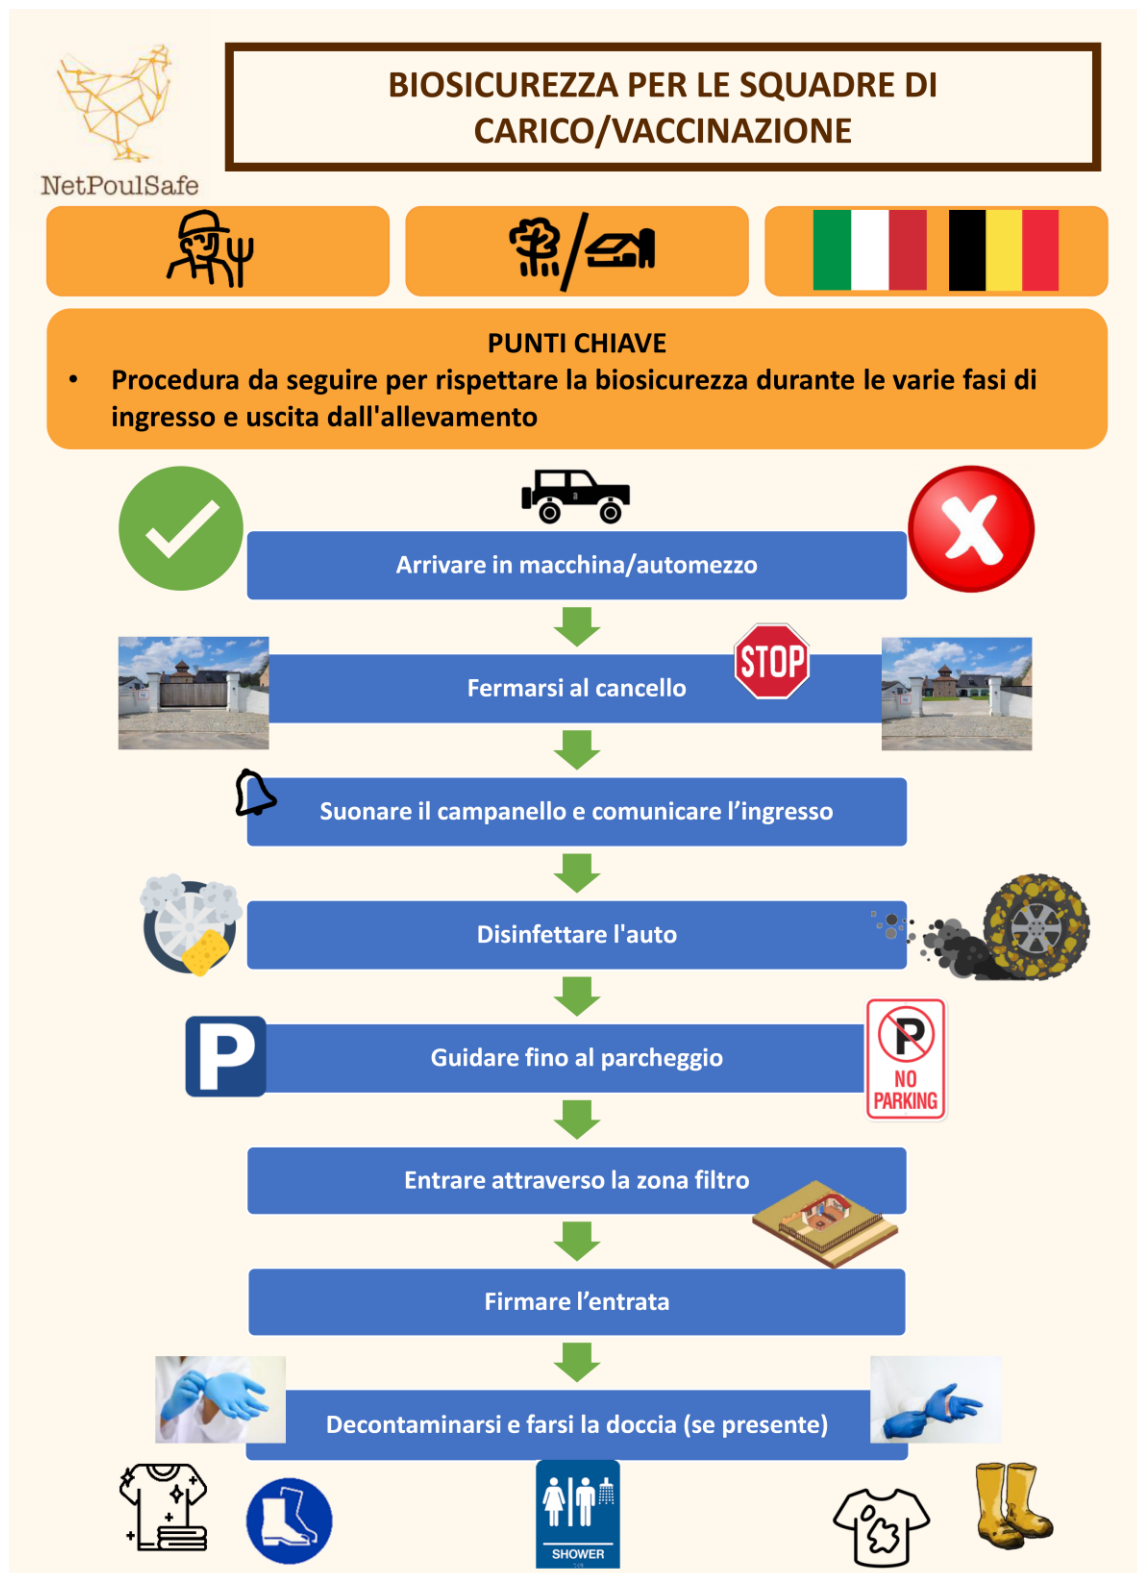 BIOSICUREZZA PER LE SQUADRE DI
CARICO/VACCINAZIONE
NetPoulSafe
PUNTI CHIAVE
• Procedura da seguire per rispettare la biosicurezza durante le varie fasi di
ingresso e uscita dall'allevamento
Arrivare in macchina/automezzo
STOP
Fermarsi al cancello
Suonare il campanello e comunicare l’ingresso
Disinfettare l'auto
P
Guidare fino al parcheggio
P
NO
PARKING
Entrare attraverso la zona filtro
Firmare l’entrata
Decontaminarsi e farsi la doccia (se presente)
SHOWER